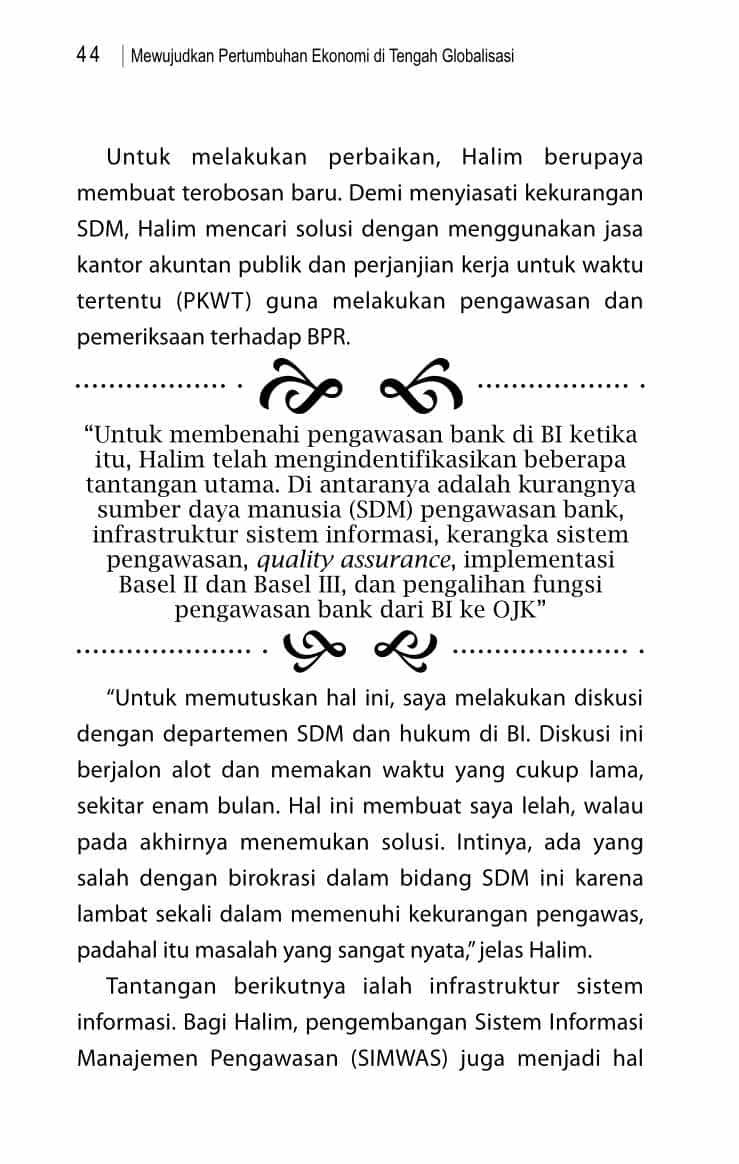 44 Mewujudkan Pertumbuhan Ekonomi di Tengah Globalisasi
Untuk melakukan perbaikan, Halim berupaya
membuat terobosan baru. Demi menyiasati kekurangan
SDM, Halim mencari solusi dengan menggunakan jasa
kantor akuntan publik dan perjanjian kerja untuk waktu
tertentu (PKWT) guna melakukan pengawasan dan
pemeriksaan terhadap BPR.
“Untuk membenahi pengawasan bank di BI ketika
itu, Halim telah mengindentifikasikan beberapa
tantangan utama. Di antaranya adalah kurangnya
sumber daya manusia (SDM) pengawasan bank,
infrastruktur sistem informasi, kerangka sistem
pengawasan, quality assurance, implementasi
Basel II dan Basel III, dan pengalihan fungsi
pengawasan bank dari BI ke OJK”
“Untuk memutuskan hal ini, saya melakukan diskusi
dengan departemen SDM dan hukum di BI. Diskusi ini
berjalon alot dan memakan waktu yang cukup lama,
sekitar enam bulan. Hal ini membuat saya lelah, walau
pada akhirnya menemukan solusi. Intinya, ada yang
salah dengan birokrasi dalam bidang SDM ini karena
lambat sekali dalam memenuhi kekurangan pengawas,
padahal itu masalah yang sangat nyata,” jelas Halim.
Tantangan berikutnya ialah infrastruktur sistem
informasi. Bagi Halim, pengembangan Sistem Informasi
Manajemen Pengawasan (SIMWAS) juga menjadi hal